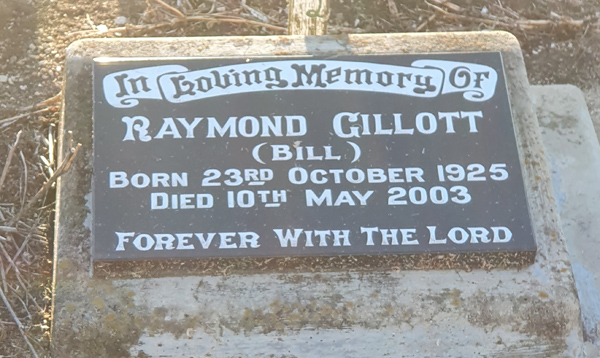 In Loving Memory Of
RAYMOND GILLOTT
(BILL)
BORN 23RD OCTOBER 1925
DIED 10TH MAY 2003
FOREVER WITH THE LORD